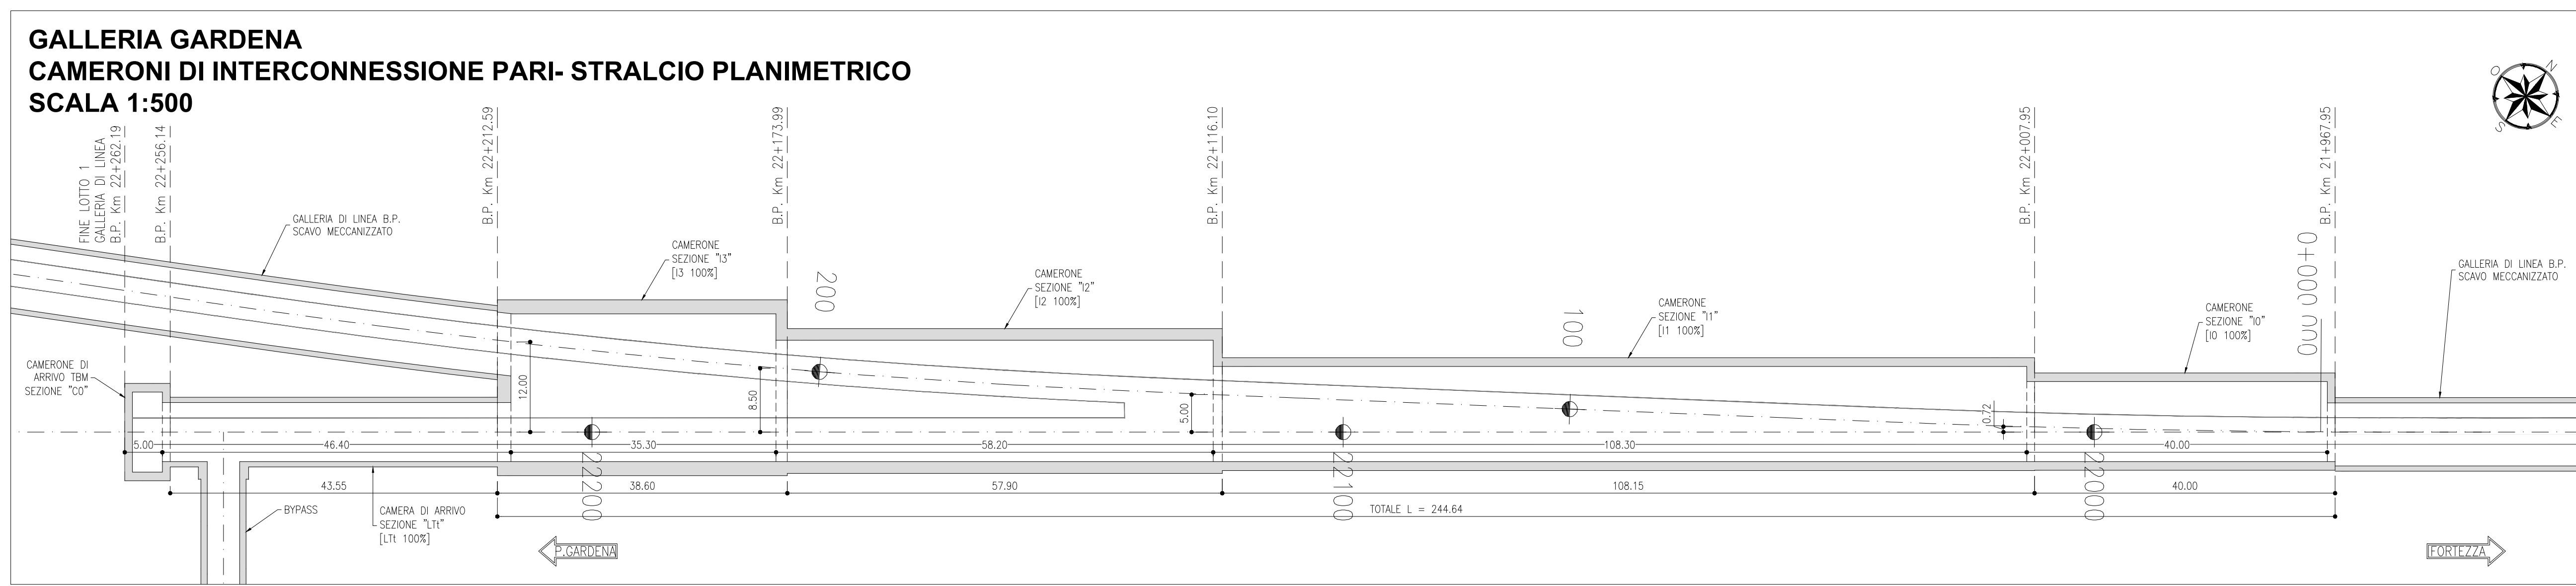 GALLERIA GARDENA
CAMERONI DI INTERCONNESSIONE PARI- STRALCIO PLANIMETRICO
SCALA 1:500
O
N
S
E
FINE LOTTO 1
GALLERIA DI LINEA
B.P. Km 22+262.19
B.P. Km 22+256.14
B.P. Km 22+212.59
B.P. Km 22+173.99
B.P. Km 22+116.10
B.P. Km 22+007.95
B.P. Km 21+967.95
GALLERIA DI LINEA B.P.
SCAVO MECCANIZZATO
CAMERONE
SEZIONE "I3"
[I3 100%]
200
CAMERONE
SEZIONE "I2"
[I2 100%]
100
CAMERONE
SEZIONE "I1"
[I1 100%]
CAMERONE
SEZIONE "I0"
[I0 100%]
0+000.000
GALLERIA DI LINEA B.P.
SCAVO MECCANIZZATO
CAMERONE DI
ARRIVO TBM
SEZIONE "C0"
12.00
8.50
5.00
0.72
5.00
46.40
35.30
58.20
108.30
40.00
22200
22100
22000
43.55
38.60
57.90
108.15
40.00
TOTALE L = 244.64
BYPASS
CAMERA DI ARRIVO
SEZIONE "LTt"
[LTt 100%]
P.GARDENA
FORTEZZA